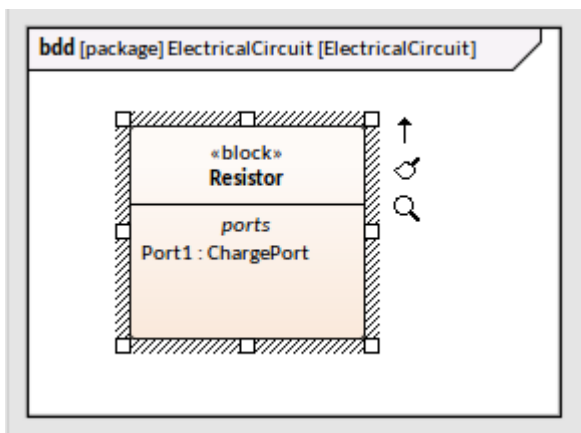 bdd [package] ElectricalCircuit [ElectricalCircuit]
«block»
Resistor
ports
Port1 : ChargePort